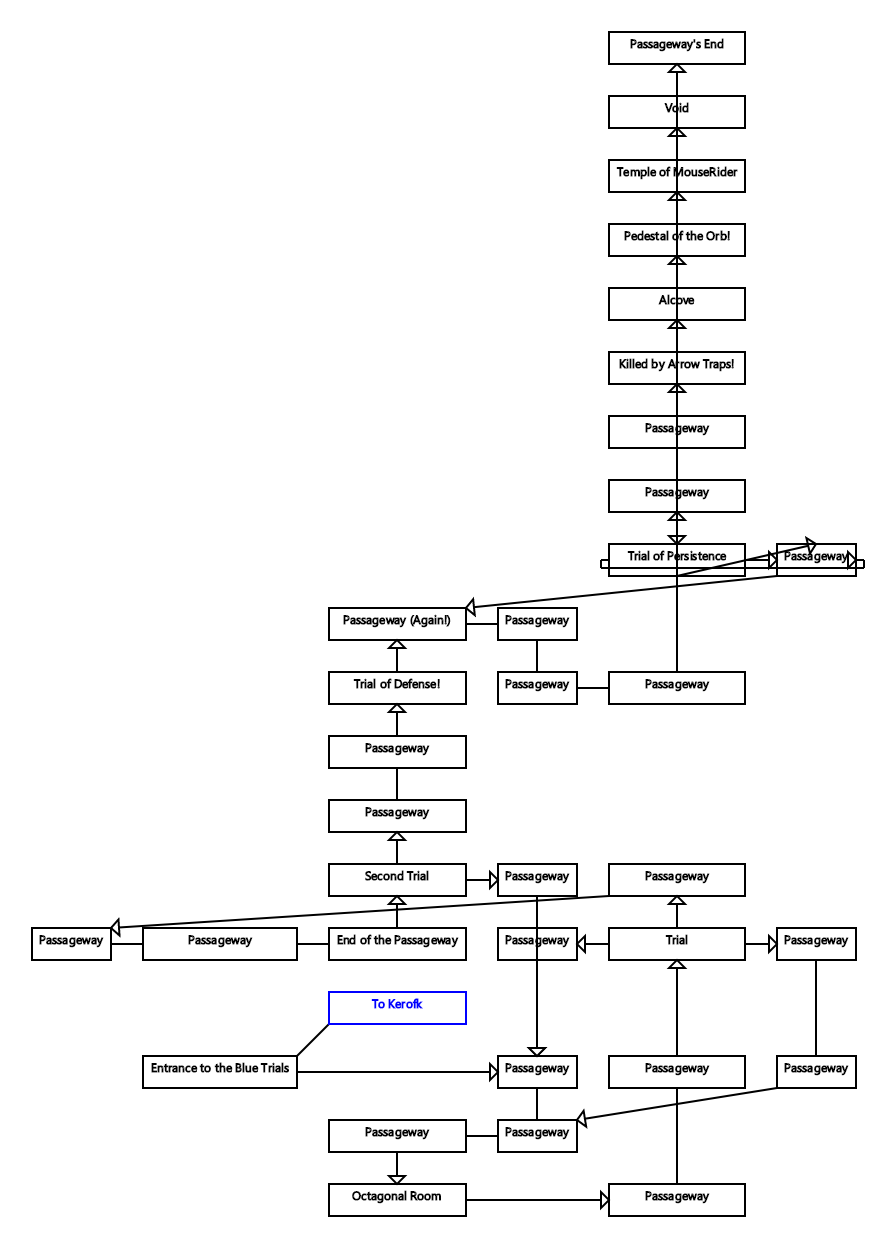 Passageway's End
Void
Temple of MouseRider
Pedestal of the Orb!
Alcove
Killed by Arrow Traps!
Passageway
Passageway
Trial of Persistence
Passageway
Passageway (Again!)
Passageway
Trial of Defense!
Passageway
Passageway
Passageway
Passageway
Second Trial
Passageway
Passageway
Passageway
Passageway
End of the Passageway
Passageway
Trial
Passageway
To Kerofk
Entrance to the Blue Trials
Passageway
Passageway
Passageway
Passageway
Passageway
Octagonal Room
Passageway